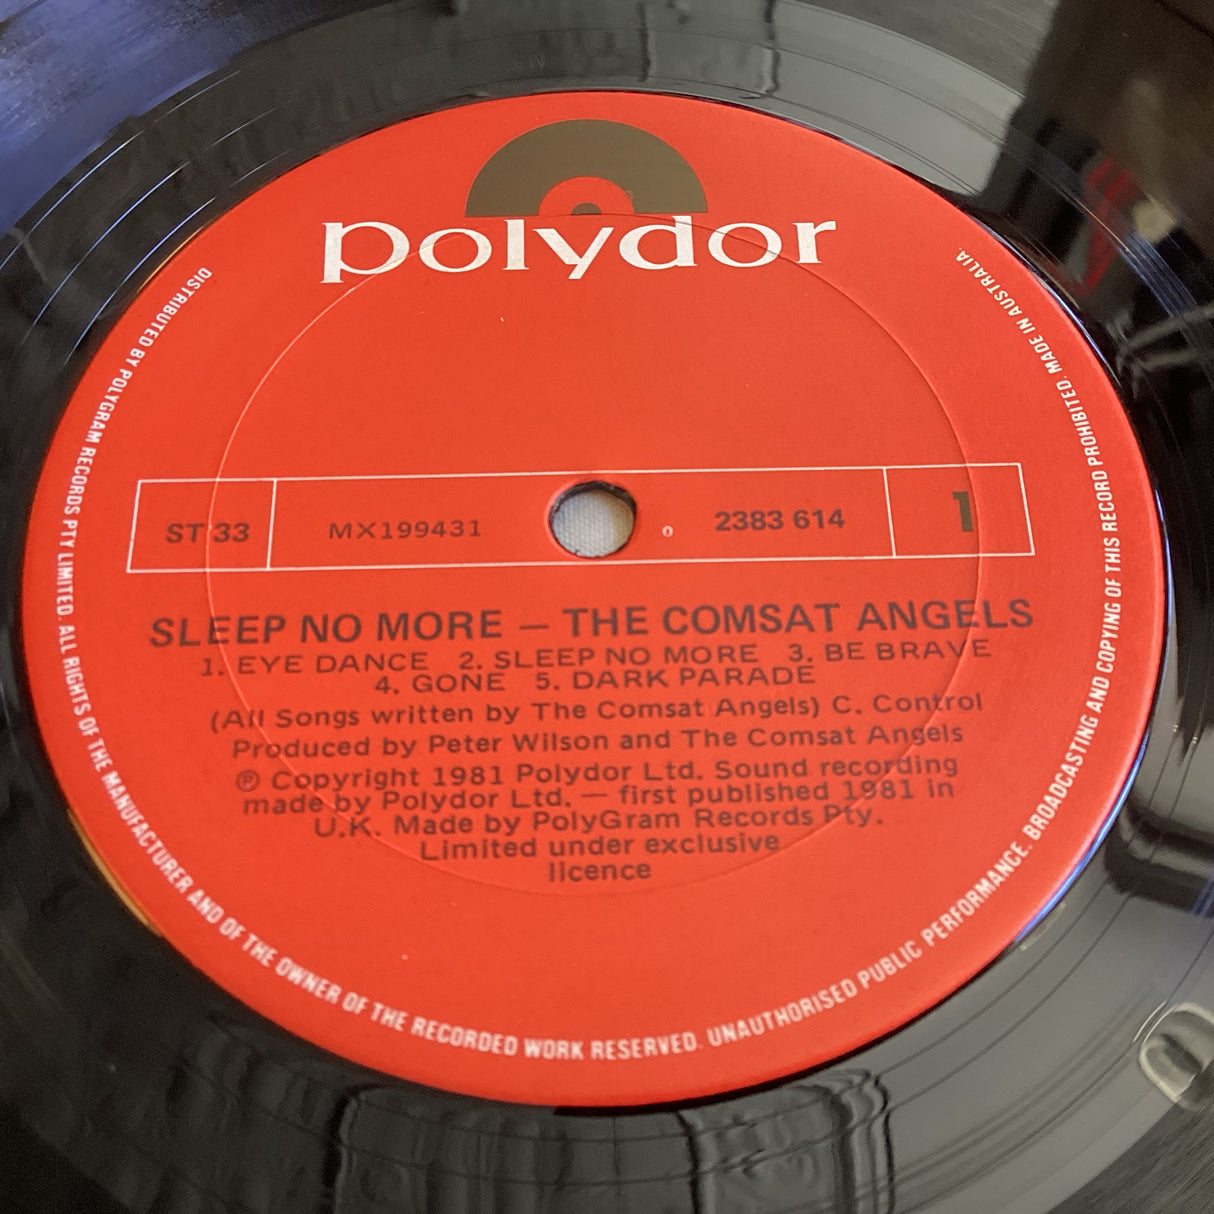 polydor
ST 33 MX199431 2383 614 1
SLEEP NO MORE — THE COMSAT ANGELS
1. EYE DANCE 2. SLEEP NO MORE 3. BE BRAVE
4. GONE 5. DARK PARADE
(All Songs written by The Comsat Angels) C. Control
Produced by Peter Wilson and The Comsat Angels
℗ Copyright 1981 Polydor Ltd. Sound recording
made by Polydor Ltd. — first published 1981 in
U.K. Made by PolyGram Records Pty.
Limited under exclusive
licence
DISTRIBUTED BY POLYGRAM RECORDS PTY LIMITED. ALL RIGHTS OF THE MANUFACTURER AND OF THE OWNER OF THE RECORDED WORK RESERVED. UNAUTHORISED PUBLIC PERFORMANCE. BROADCASTING AND COPYING OF THIS RECORD PROHIBITED. MADE IN AUSTRALIA.